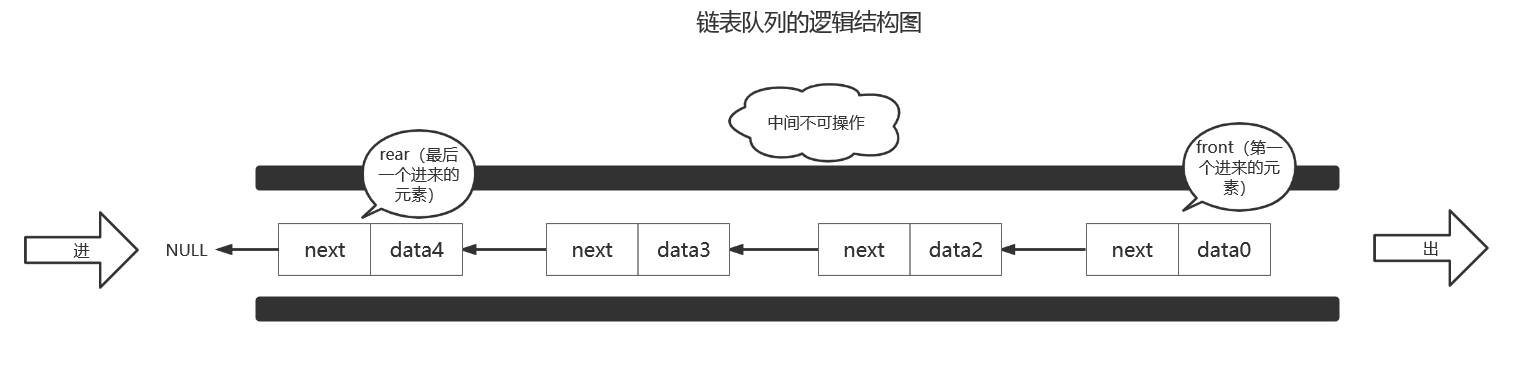 链表队列的逻辑结构图
中间不可操作
rear（最后
一个进来的
元素）
front（第一
个进来的元
素）
进
NULL
next
data4
next
data3
next
data2
next
data0
出